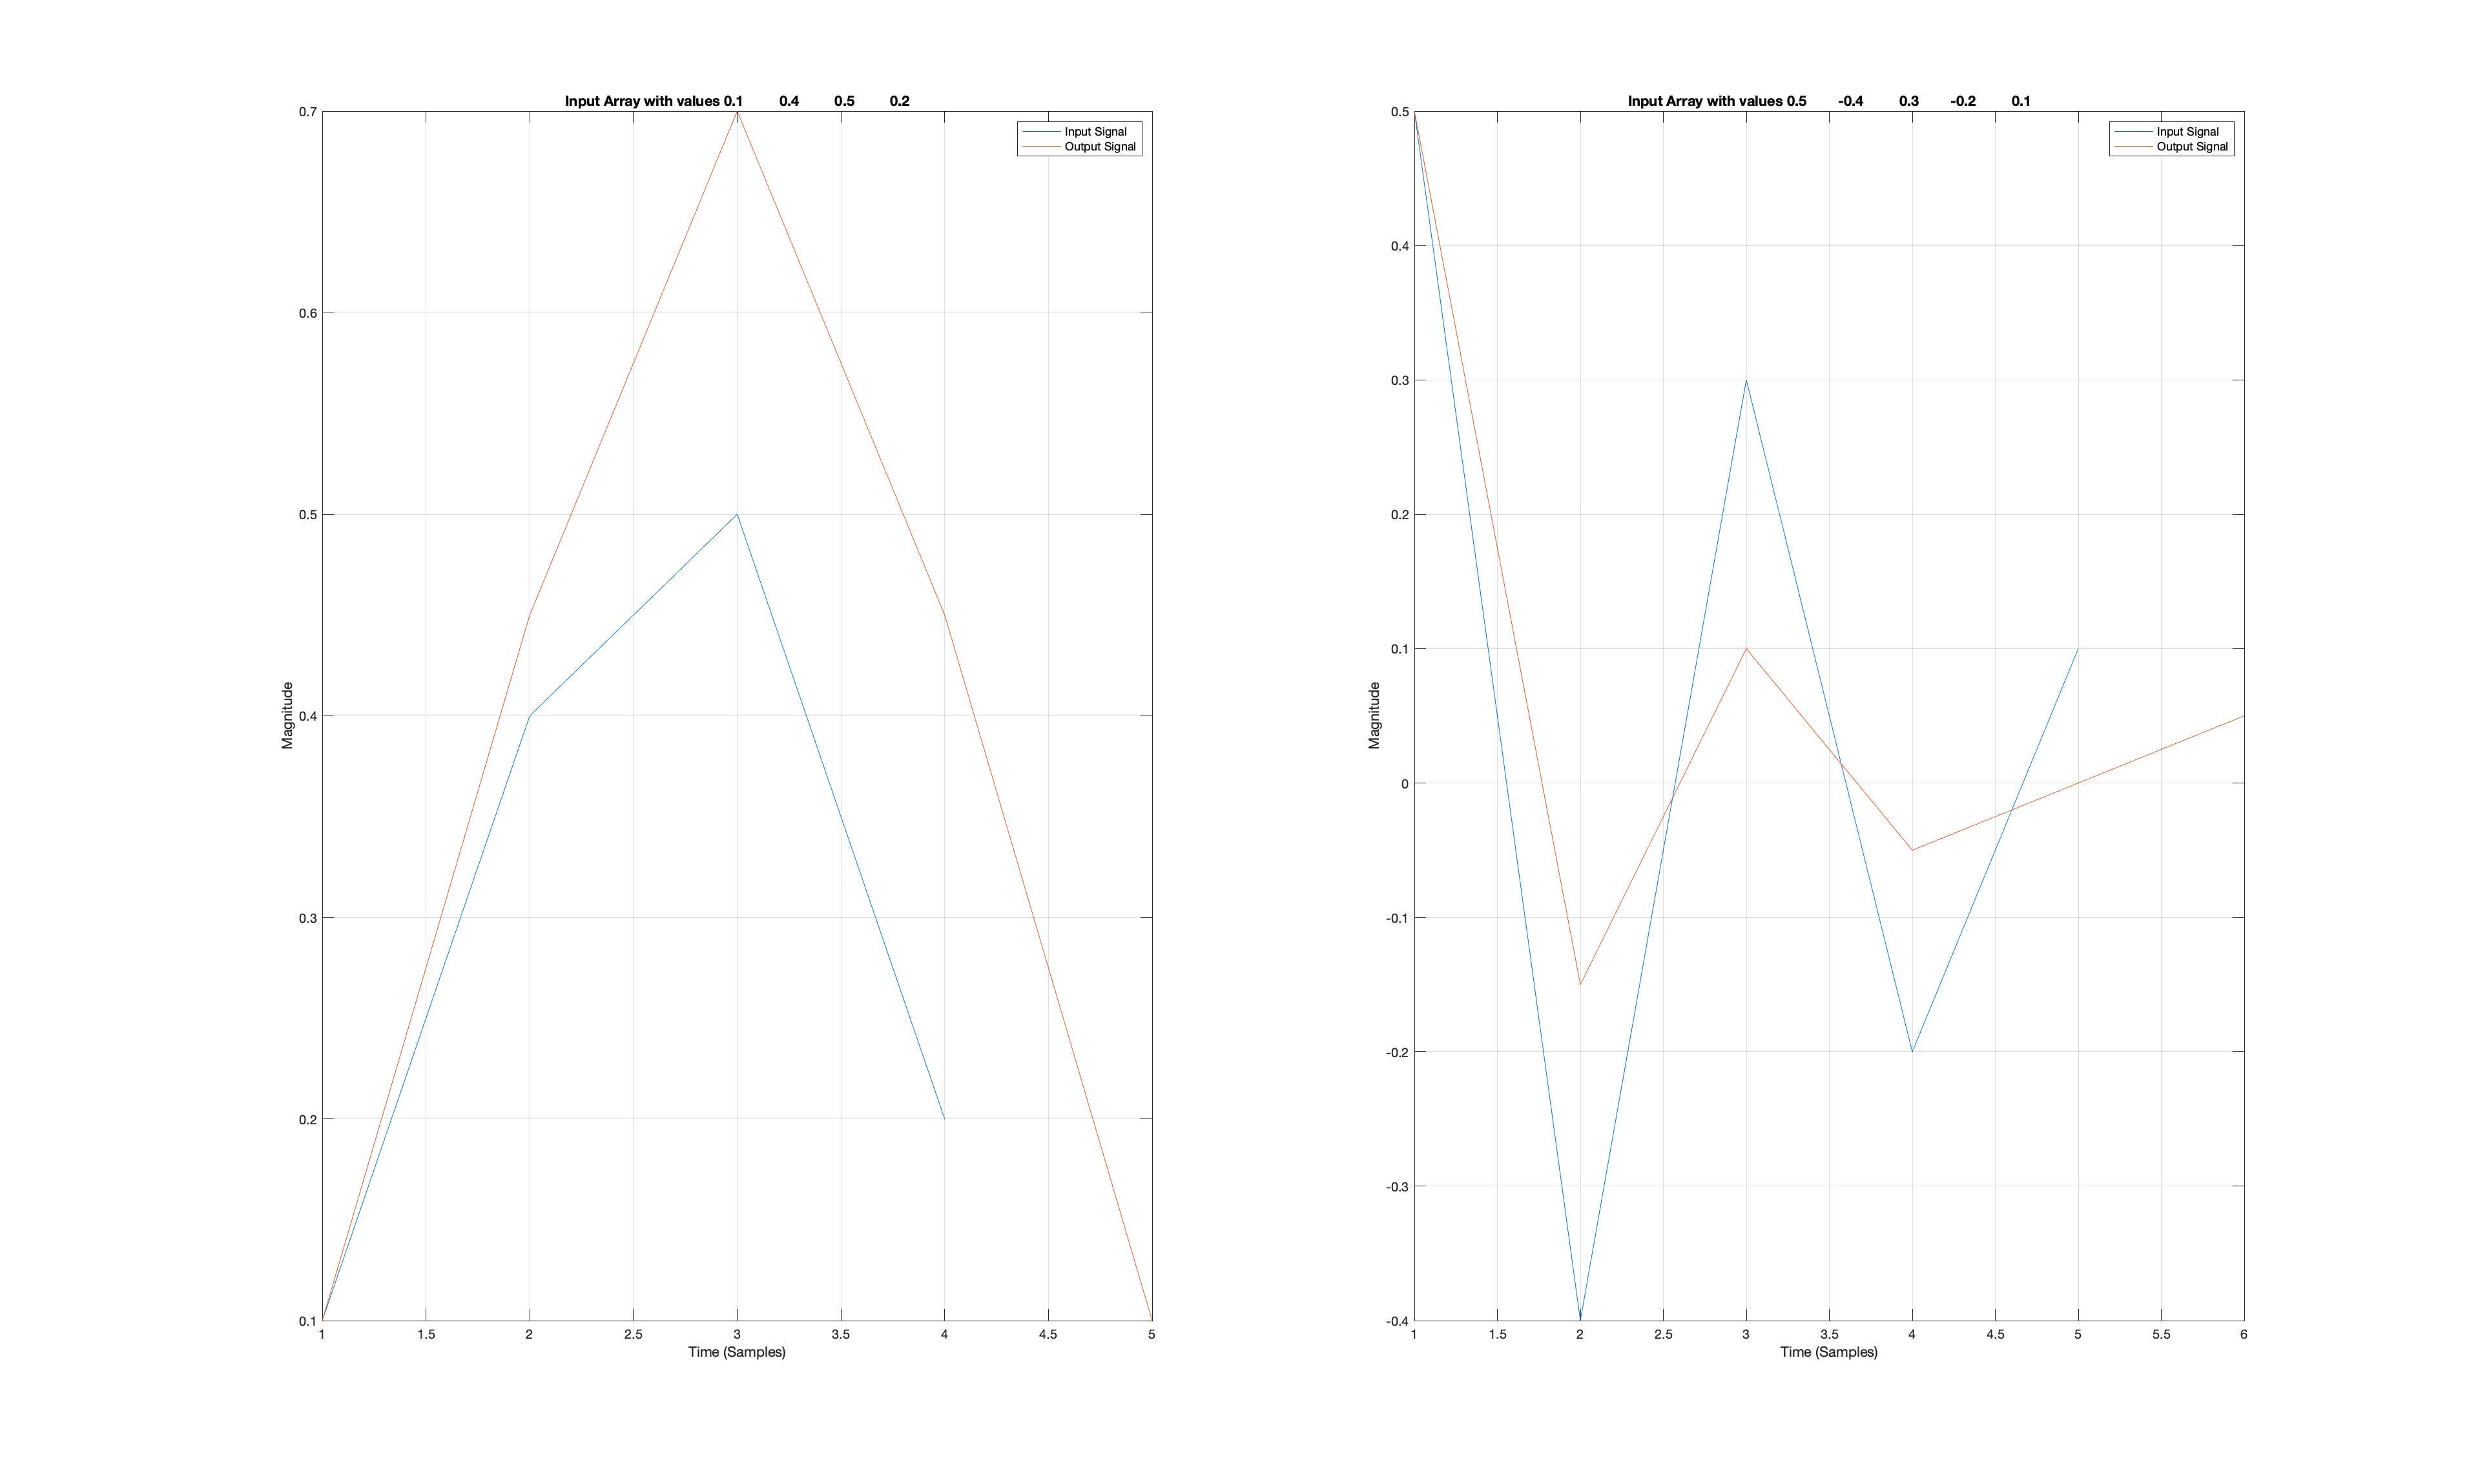 Input Array with values 0.1 0.4 0.5 0.2
Input Signal
Output Signal
0.7
0.6
0.5
0.4
0.3
0.2
0.1
Magnitude
1 1.5 2 2.5 3 3.5 4 4.5 5
Time (Samples)
Input Array with values 0.5 -0.4 0.3 -0.2 0.1
Input Signal
Output Signal
0.5
0.4
0.3
0.2
0.1
0
-0.1
-0.2
-0.3
-0.4
Magnitude
1 1.5 2 2.5 3 3.5 4 4.5 5 5.5 6
Time (Samples)